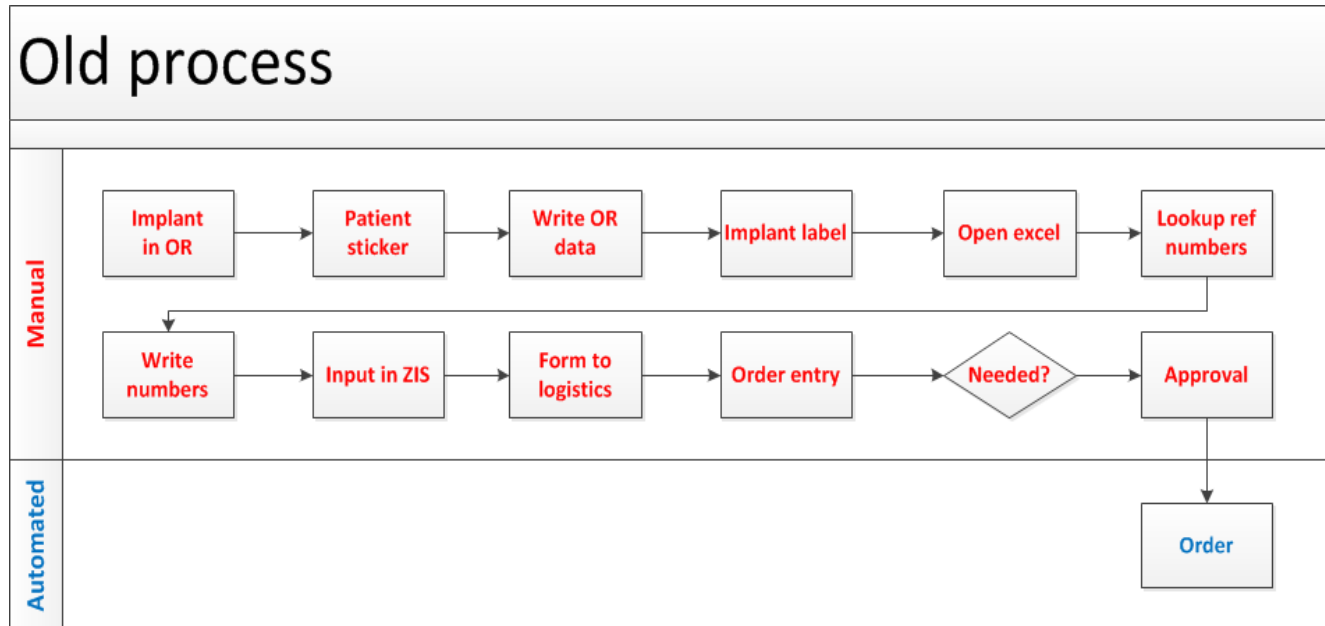 Old process
Manual
Implant
in OR
Patient
sticker
Write OR
data
Implant label
Open excel
Lookup ref
numbers
Write
numbers
Input in ZIS
Form to
logistics
Order entry
Needed?
Approval
Automated
Order